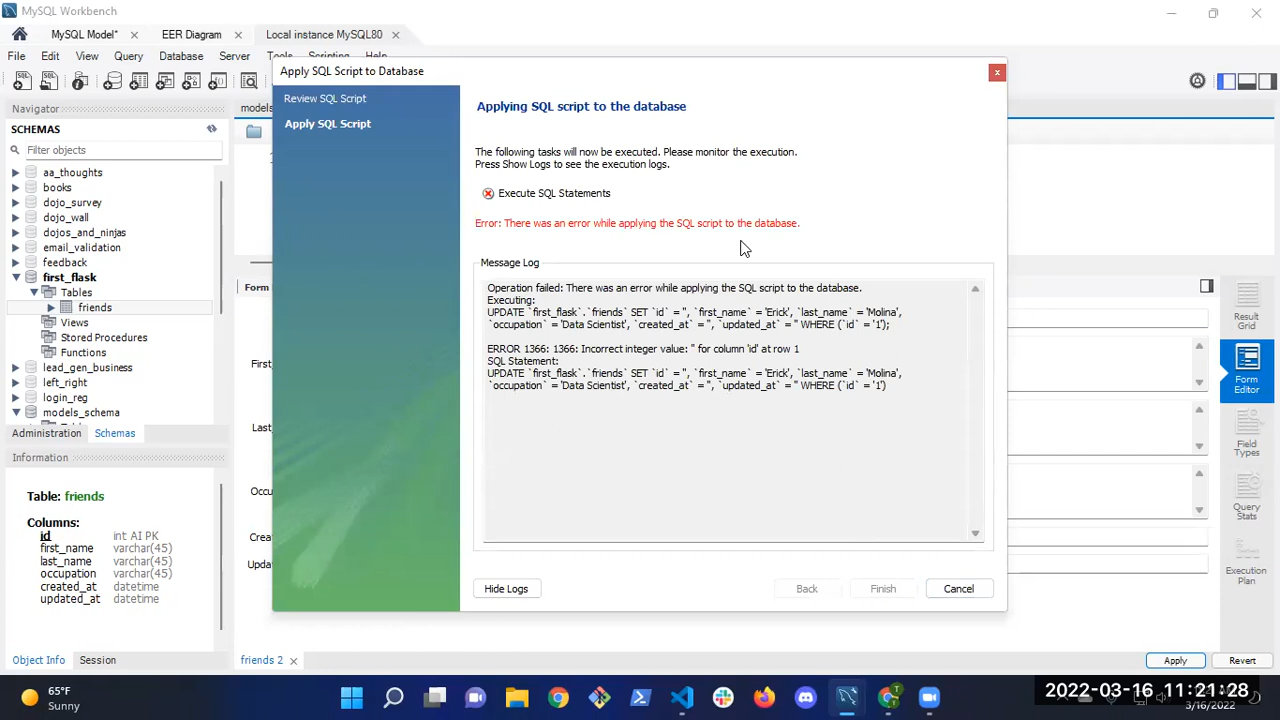 MySQL Workbench
MySQL Model* ×
EER Diagram ×
Local instance MySQL80 ×
File Edit View Query Database Server Tools Scripting Help
Navigator
SCHEMAS
Filter objects
aa_thoughts
books
dojo_survey
dojo_wall
dojos_and_ninjas
email_validation
feedback
first_flask
Tables
friends
Views
Stored Procedures
Functions
lead_gen_business
left_right
login_reg
models_schema
Administration Schemas
Information
Table: friends
Columns:
id int AI PK
first_name varchar(45)
last_name varchar(45)
occupation varchar(45)
created_at datetime
updated_at datetime
Object Info Session
models
Form
First
Last
Occu
Crea
Upda
Apply SQL Script to Database
Review SQL Script
Apply SQL Script
Applying SQL script to the database
The following tasks will now be executed. Please monitor the execution.
Press Show Logs to see the execution logs.
Execute SQL Statements
Error: There was an error while applying the SQL script to the database.
Message Log
Operation failed: There was an error while applying the SQL script to the database.
Executing:
UPDATE `first_flask`.`friends` SET `id` = '', `first_name` = 'Erick', `last_name` = 'Molina',
`occupation` = 'Data Scientist', `created_at` = '', `updated_at` = '' WHERE (`id` = '1');
ERROR 1366: 1366: Incorrect integer value: '' for column 'id' at row 1
SQL Statement:
UPDATE `first_flask`.`friends` SET `id` = '', `first_name` = 'Erick', `last_name` = 'Molina',
`occupation` = 'Data Scientist', `created_at` = '', `updated_at` = '' WHERE (`id` = '1')
Hide Logs
Back
Finish
Cancel
Result
Grid
Form
Editor
Field
Types
Query
Stats
Execution
Plan
friends 2 ×
Apply
Revert
65°F
Sunny
2022-03-16 11:21:28
3/16/2022